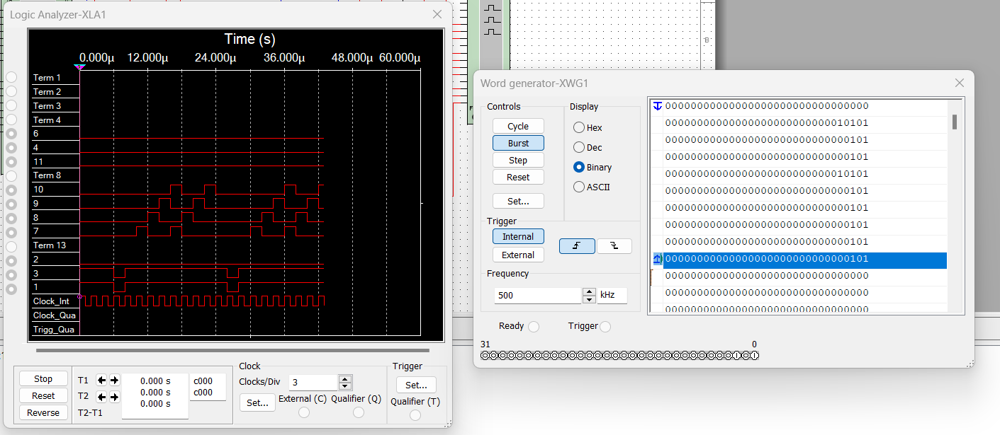 Logic Analyzer-XLA1
Time (s)
0.000μ 12.000μ 24.000μ 36.000μ 48.000μ 60.000μ
Term 1
Term 2
Term 3
Term 4
6
4
11
Term 8
10
9
8
7
Term 13
2
3
1
Clock_Int
Clock_Qua
Trigg_Qua
Stop
Reset
Reverse
T1
T2
T2-T1
0.000 s
0.000 s
0.000 s
c000
c000
Clock
Clocks/Div 3
Set...
External (C) Qualifier (Q)
Trigger
Set...
Qualifier (T)
B
Word generator-XWG1
Controls
Cycle
Burst
Step
Reset
Set...
Display
Hex
Dec
Binary
ASCII
Trigger
Internal
External
Frequency
500 kHz
Ready Trigger
31 0
00000000000000000000000000000000
00000000000000000000000000010101
00000000000000000000000000000101
00000000000000000000000000000101
00000000000000000000000000010101
00000000000000000000000000000101
00000000000000000000000000000101
00000000000000000000000000000101
00000000000000000000000000000101
00000000000000000000000000000101
00000000000000000000000000000000
00000000000000000000000000000000
00000000000000000000000000000000